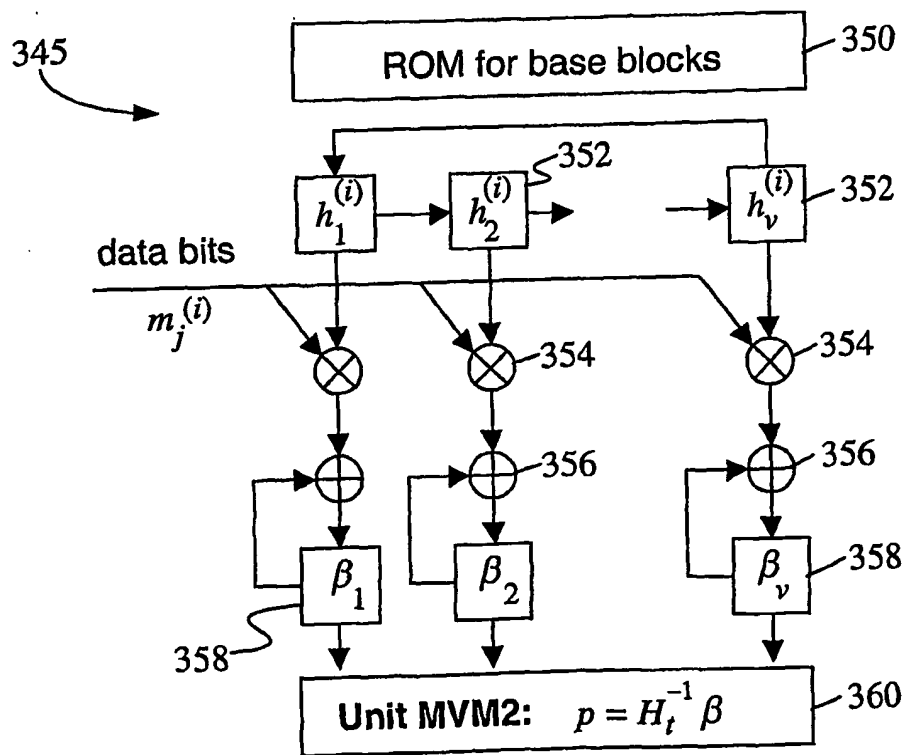 345
ROM for base blocks 350
h_1^{(i)} h_2^{(i)} 352 h_v^{(i)} 352
data bits
m_j^{(i)}
354 354
356 356
β_1 β_2 β_v 358
358
Unit MVM2: p = H_t^{-1} β 360